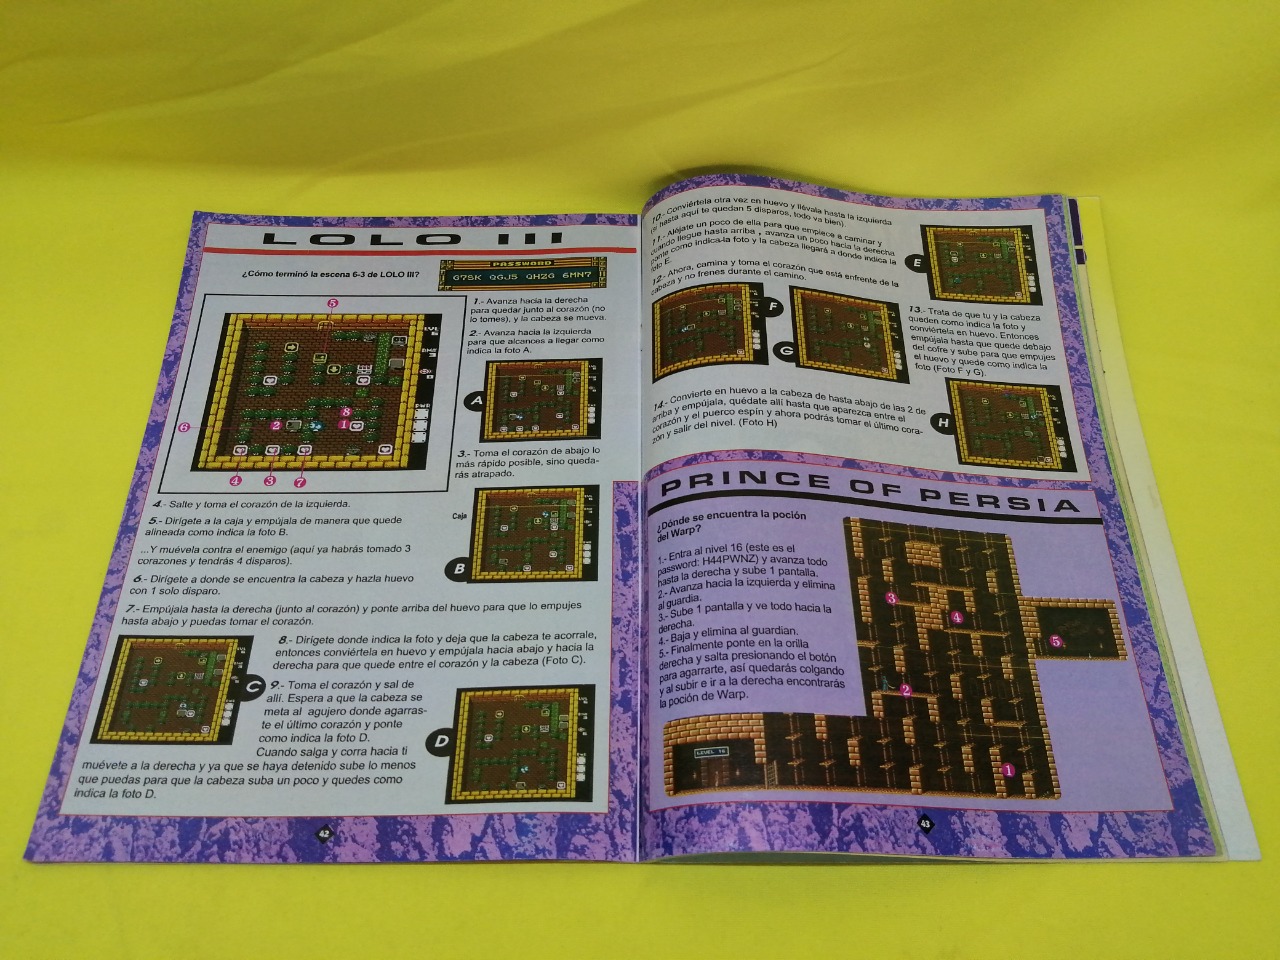 LOLO III
¿Cómo terminó la escena 6-3 de LOLO III?
PASSWORD
G7SK QGJ5 QHZG 6MN7
1.- Avanza hacia la derecha
para quedar junto al corazón (no
lo tomes), y la cabeza se mueva.
2.- Avanza hacia la izquierda
para que alcances a llegar como
indica la foto A.
5
6
2
8
1
4
3
7
A
3.- Toma el corazón de abajo lo
más rápido posible, sino queda-
rás atrapado.
4.- Salte y toma el corazón de la izquierda.
5.- Dirígete a la caja y empújala de manera que quede
alineada como indica la foto B.
...Y muévela contra el enemigo (aquí ya habrás tomado 3
corazones y tendrás 4 disparos).
6.- Dirígete a donde se encuentra la cabeza y hazla huevo
con 1 solo disparo.
Caja
B
7.- Empújala hasta la derecha (junto al corazón) y ponte arriba del huevo para que lo empujes
hasta abajo y puedas tomar el corazón.
8.- Dirígete donde indica la foto y deja que la cabeza te acorrale,
entonces conviértela en huevo y empújala hacia abajo y hacia la
derecha para que quede entre el corazón y la cabeza (Foto C).
C
9.- Toma el corazón y sal de
allí. Espera a que la cabeza se
meta al agujero donde agarras-
te el último corazón y ponte
como indica la foto D.
Cuando salga y corra hacia ti
muévete a la derecha y ya que se haya detenido sube lo menos
que puedas para que la cabeza suba un poco y quedes como
indica la foto D.
D
42
10.- Conviértela otra vez en huevo y llévala hasta la izquierda
(si hasta aquí te quedan 5 disparos, todo va bien).
11.- Aléjate un poco de ella para que empiece a caminar y
cuando llegue hasta arriba , avanza un poco hacia la derecha
ponte como indica la foto y la cabeza llegará a donde indica la
foto E.
12.- Ahora, camina y toma el corazón que está enfrente de la
cabeza y no frenes durante el camino.
E
F
G
13.- Trata de que tu y la cabeza
queden como indica la foto y
conviértela en huevo. Entonces
empújala hasta que quede debajo
del cofre y sube para que empujes
el huevo y quede como indica la
foto (Foto F y G).
14.- Convierte en huevo a la cabeza de hasta abajo de las 2 de
arriba y empújala, quédate allí hasta que aparezca entre el
corazón y el puerco espín y ahora podrás tomar el último cora-
zón y salir del nivel. (Foto H)
H
PRINCE OF PERSIA
¿Dónde se encuentra la poción
del Warp?
1.- Entra al nivel 16 (este es el
password: H44PWNZ) y avanza todo
hasta la derecha y sube 1 pantalla.
2.- Avanza hacia la izquierda y elimina
al guardia.
3.- Sube 1 pantalla y ve todo hacia la
derecha.
4.- Baja y elimina al guardian.
5.- Finalmente ponte en la orilla
derecha y salta presionando el botón
para agarrarte, así quedarás colgando
y al subir e ir a la derecha encontrarás
la poción de Warp.
3
4
5
2
LEVEL 16
1
43